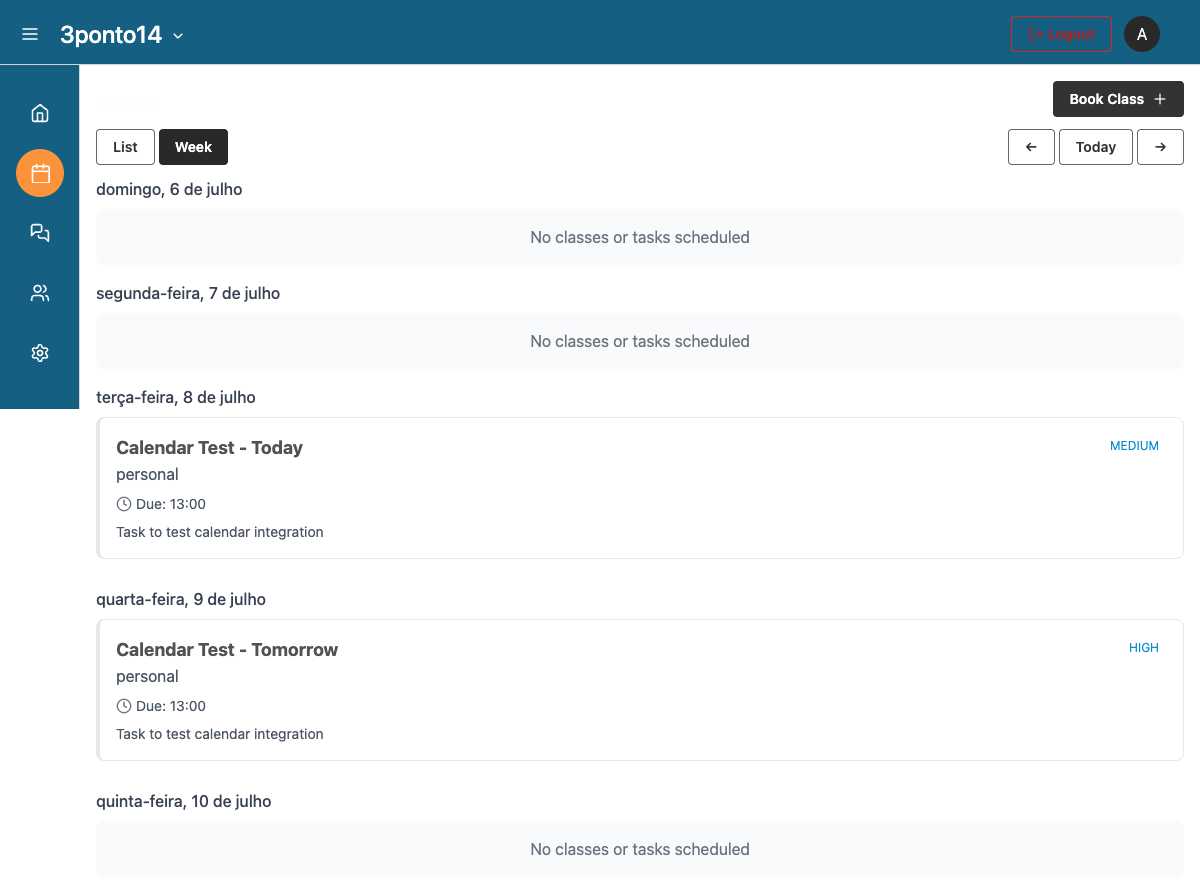 3ponto14
Logout
A
Book Class
List
Week
Today
domingo, 6 de julho
No classes or tasks scheduled
segunda-feira, 7 de julho
No classes or tasks scheduled
terça-feira, 8 de julho
Calendar Test - Today
MEDIUM
personal
Due: 13:00
Task to test calendar integration
quarta-feira, 9 de julho
Calendar Test - Tomorrow
HIGH
personal
Due: 13:00
Task to test calendar integration
quinta-feira, 10 de julho
No classes or tasks scheduled